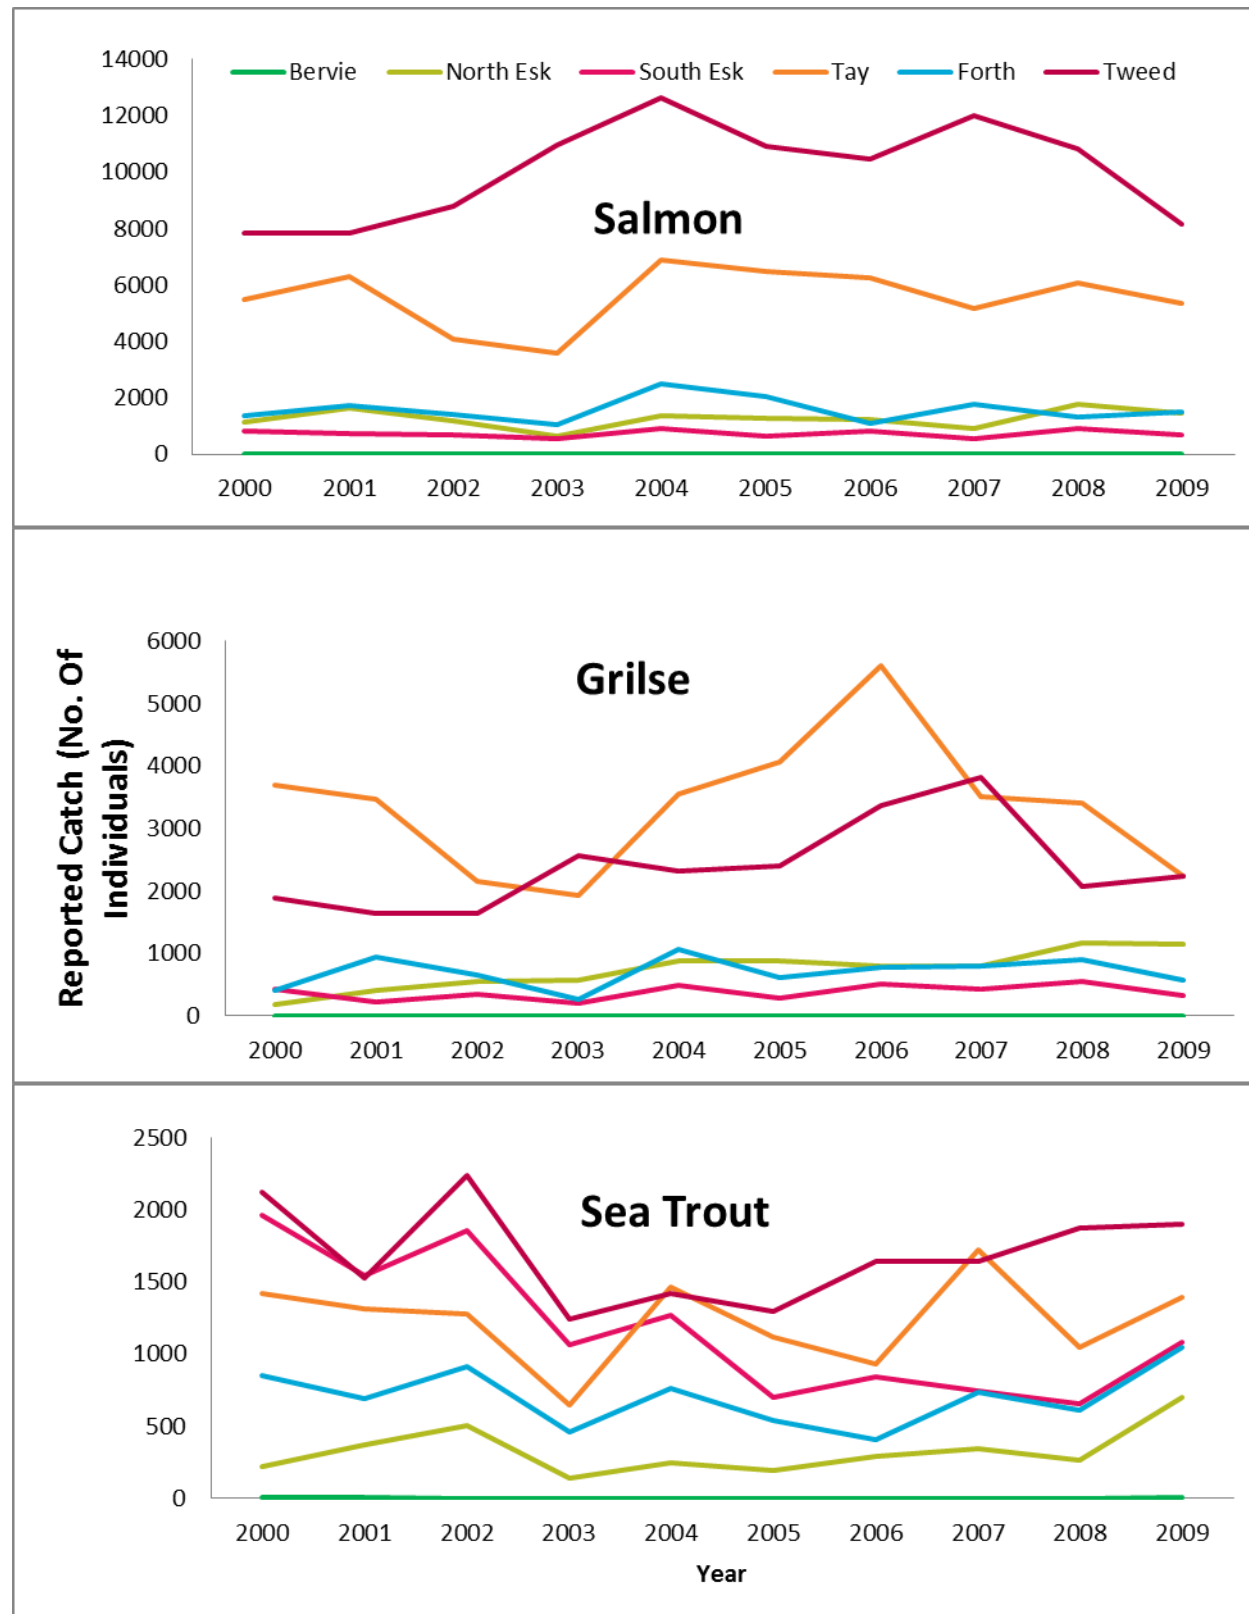 14000
Bervie North Esk South Esk Tay Forth Tweed
12000
10000
8000
Salmon
6000
4000
2000
0
2000 2001 2002 2003 2004 2005 2006 2007 2008 2009
Reported Catch (No. Of
Individuals)
6000
Grilse
5000
4000
3000
2000
1000
0
2000 2001 2002 2003 2004 2005 2006 2007 2008 2009
2500
2000
Sea Trout
1500
1000
500
0
2000 2001 2002 2003 2004 2005 2006 2007 2008 2009
Year